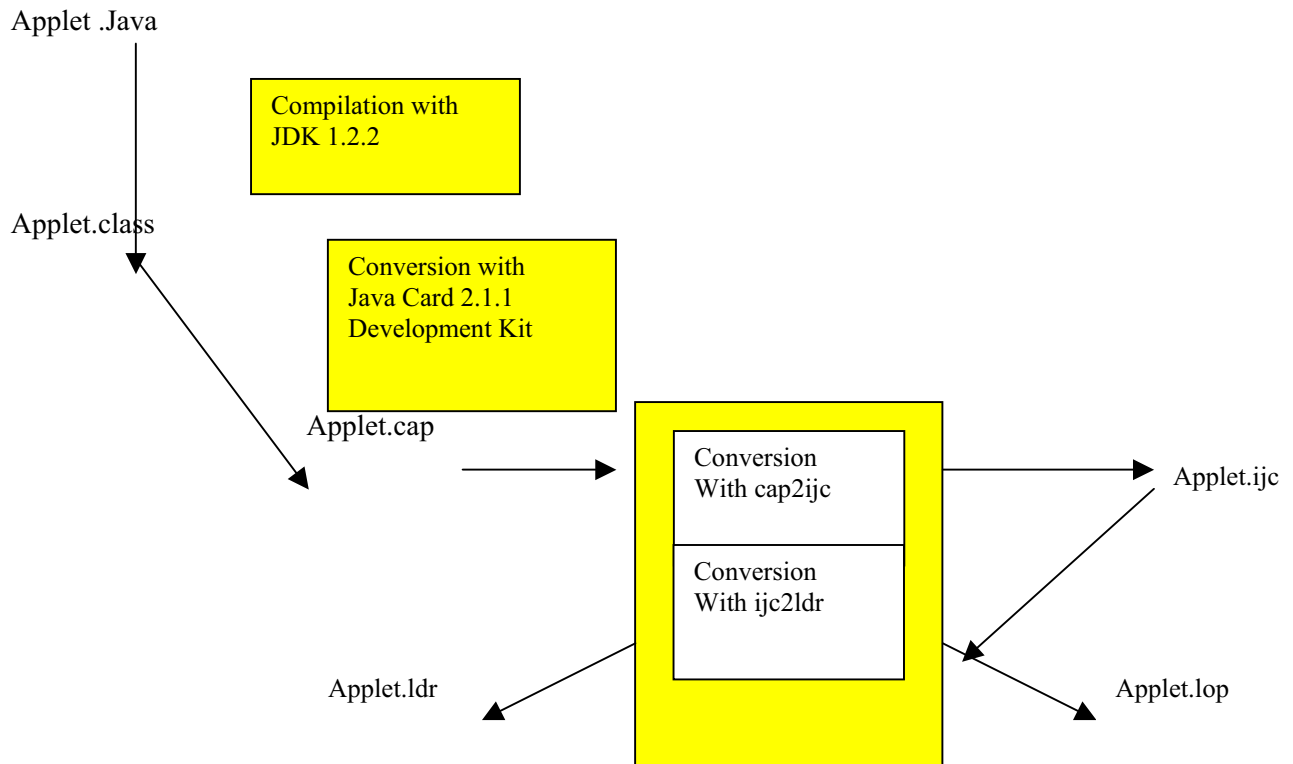 Applet .Java
Compilation with
JDK 1.2.2
Applet.class
Conversion with
Java Card 2.1.1
Development Kit
Applet.cap
Conversion
With cap2ijc
Applet.ijc
Conversion
With ijc2ldr
Applet.ldr
Applet.lop